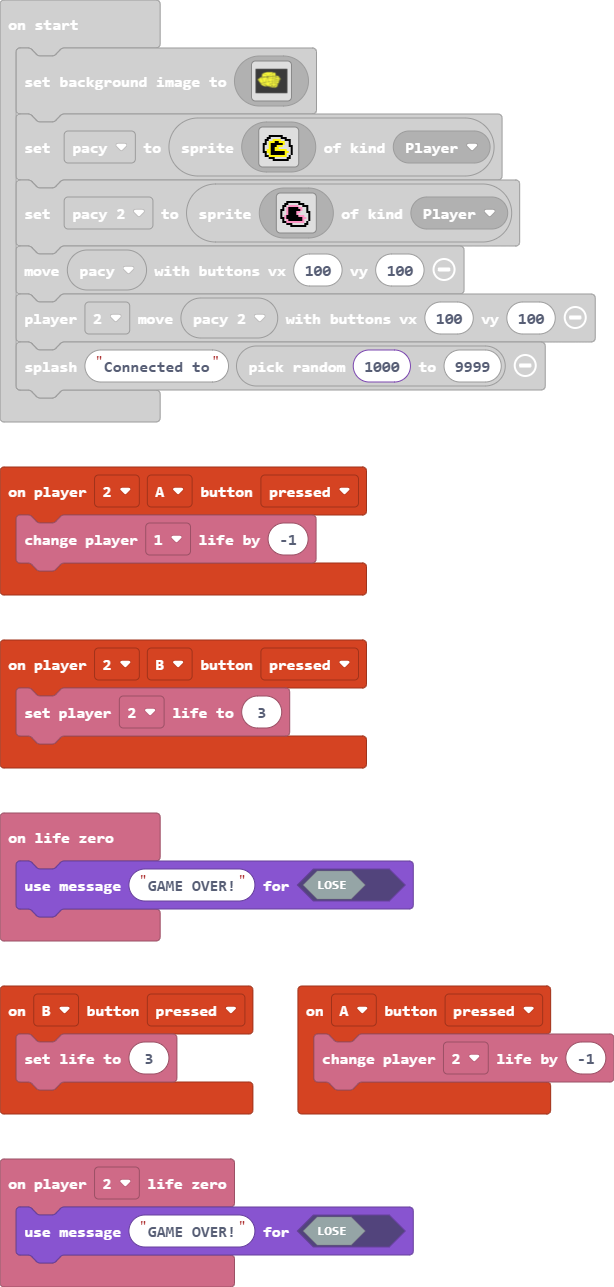 on start
set background image to
set pacy to sprite of kind Player
set pacy 2 to sprite of kind Player
move pacy with buttons vx 100 vy 100
player 2 move pacy 2 with buttons vx 100 vy 100
splash "Connected to" pick random 1000 to 9999
on player 2 A button pressed
change player 1 life by -1
on player 2 B button pressed
set player 2 life to 3
on life zero
use message "GAME OVER!" for LOSE
on B button pressed
set life to 3
on A button pressed
change player 2 life by -1
on player 2 life zero
use message "GAME OVER!" for LOSE